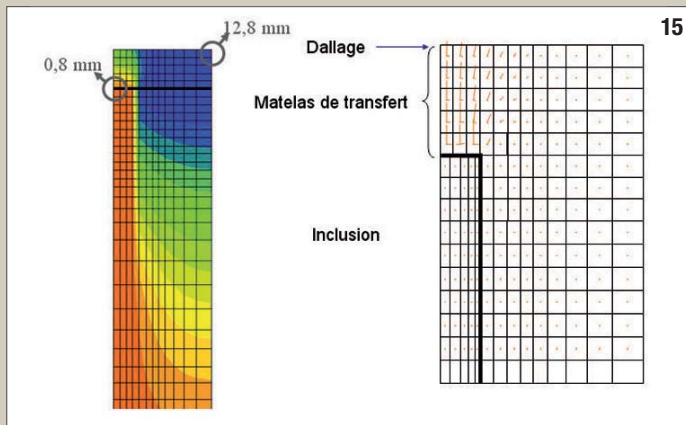 15
12,8 mm
0,8 mm
Dallage
Matelas de transfert
Inclusion